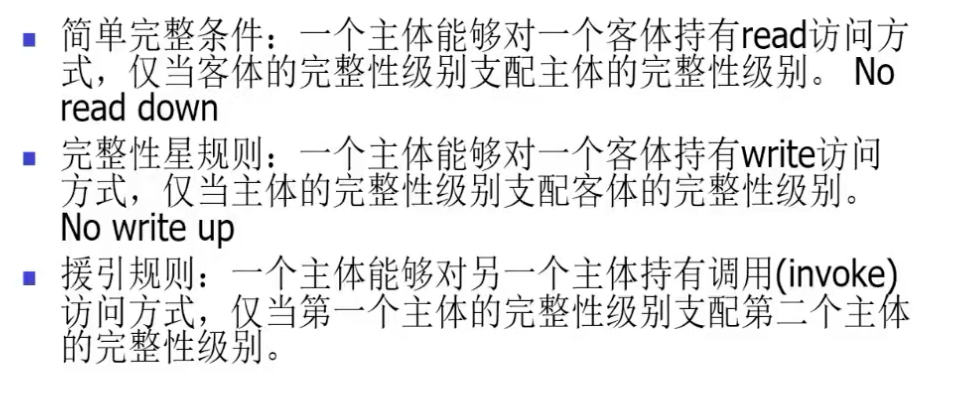 简单完整条件：一个主体能够对一个客体持有read访问方
式，仅当客体的完整性级别支配主体的完整性级别。 No
read down
完整性星规则：一个主体能够对一个客体持有write访问
方式，仅当主体的完整性级别支配客体的完整性级别。
No write up
援引规则：一个主体能够对另一个主体持有调用(invoke)
访问方式，仅当第一个主体的完整性级别支配第二个主体
的完整性级别。